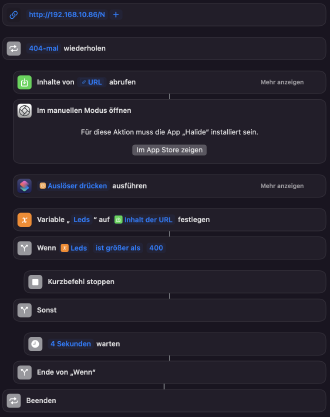 http://192.168.10.86/N
404-mal wiederholen
Inhalte von URL abrufen Mehr anzeigen
Im manuellen Modus öffnen
Für diese Aktion muss die App „Halide“ installiert sein.
Im App Store zeigen
Auslöser drücken ausführen Mehr anzeigen
Variable „ Leds “ auf Inhalt der URL festlegen
Wenn Leds ist größer als 400
Kurzbefehl stoppen
Sonst
4 Sekunden warten
Ende von „Wenn“
Beenden